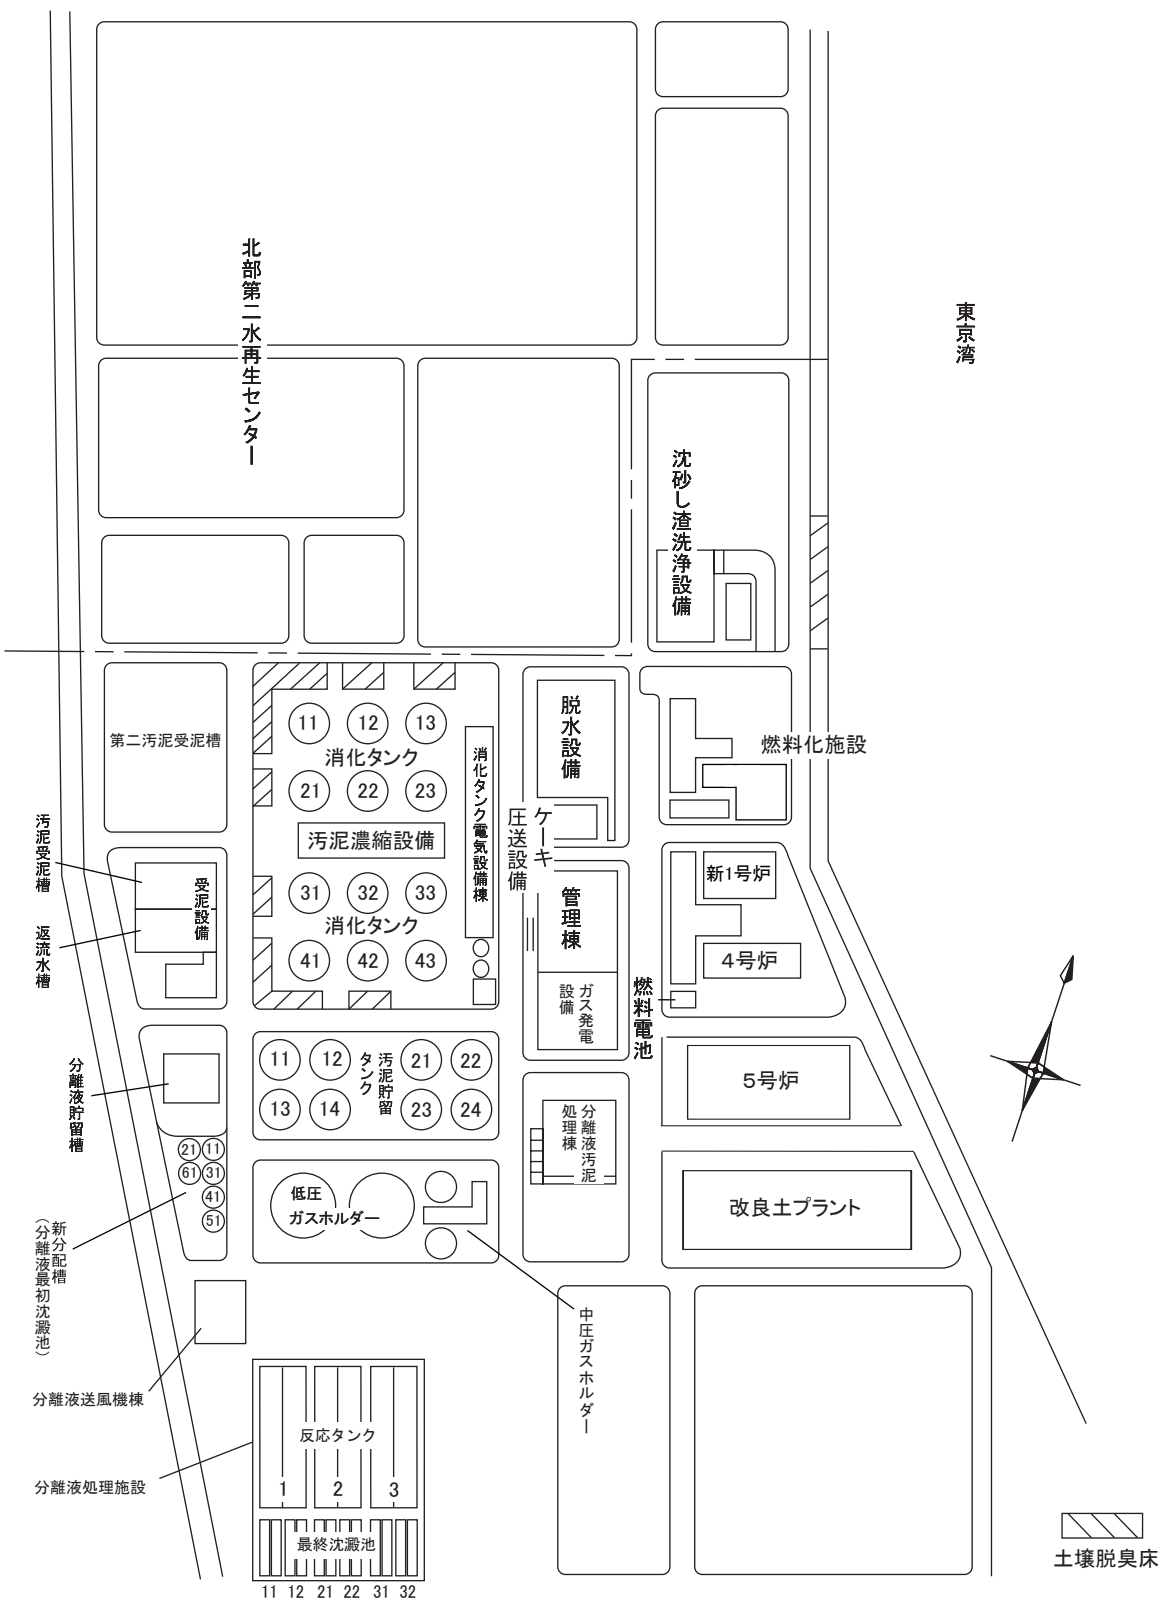 北部第二水再生センター
東京湾
沈砂し渣洗浄設備
第二汚泥受泥槽
11 12 13
消化タンク
21 22 23
汚泥濃縮設備
31 32 33
消化タンク
41 42 43
消化タンク電気設備棟
脱水設備
ケーキ
圧送設備
管理棟
ガス発電
設備
燃料化施設
新1号炉
4号炉
燃料電池
5号炉
改良土プラント
汚泥受泥槽
受泥設備
返流水槽
分離液貯留槽
11 12
13 14
汚泥貯留
タンク
21 22
23 24
分離液汚泥
処理棟
21 11
61 31
41
51
新分配槽
(分離液最初沈澱池)
低圧
ガスホルダー
中圧ガスホルダー
分離液送風機棟
分離液処理施設
反応タンク
1 2 3
最終沈澱池
11 12 21 22 31 32
土壌脱臭床